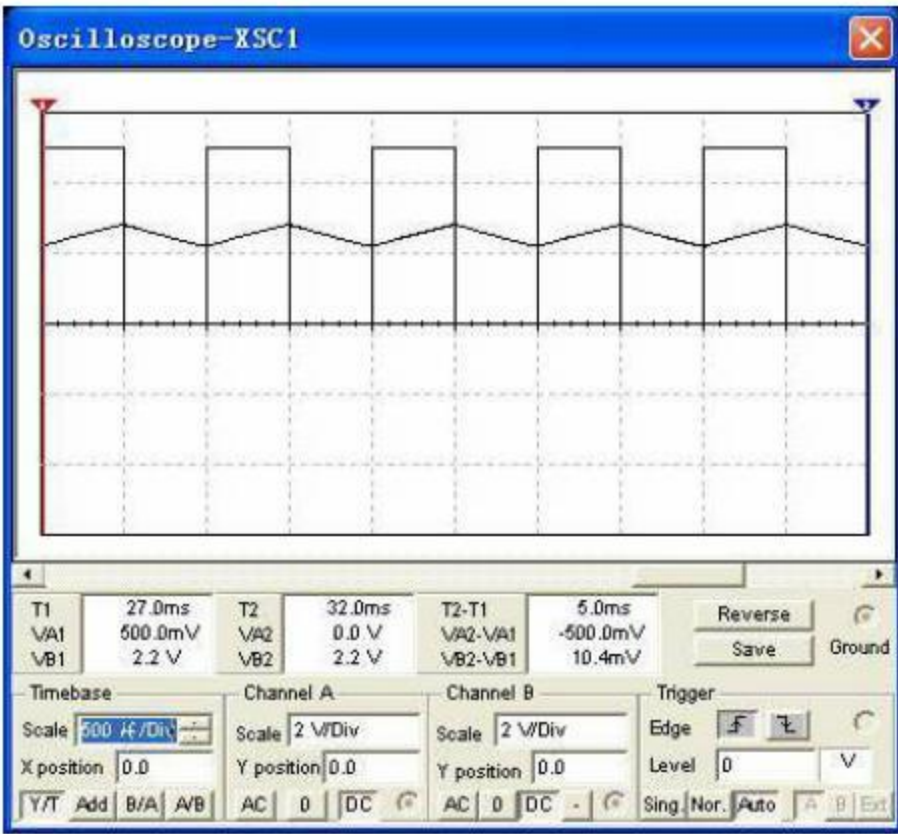 Oscilloscope-XSC1
T1 27.0ms T2 32.0ms T2-T1 5.0ms Reverse
VA1 500.0mV VA2 0.0 V VA2-VA1 -500.0mV
VB1 2.2 V VB2 2.2 V VB2-VB1 10.4mV Save Ground
Timebase Channel A Channel B Trigger
Scale 500 /Div Scale 2 V/Div Scale 2 V/Div Edge
X position 0.0 Y position 0.0 Y position 0.0 Level 0 V
Y/T Add B/A A/B AC 0 DC AC 0 DC - Sing. Nor. Auto A B Ext